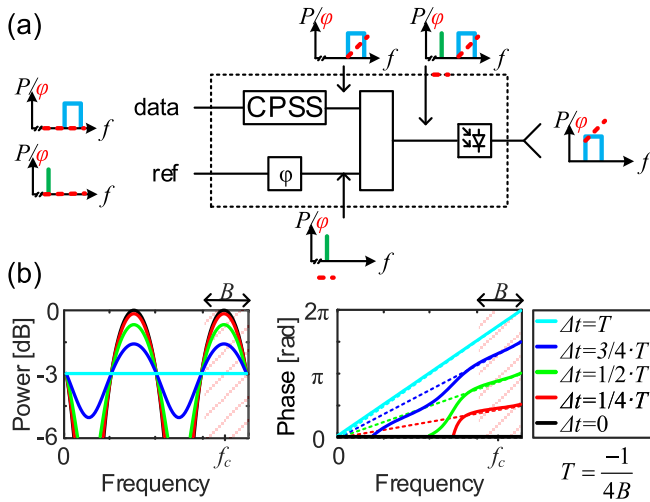 (a)
P/φ
f
P/φ
f
P/φ
f
data
CPSS
P/φ
f
P/φ
f
ref
φ
P/φ
f
(b)
B
B
Power [dB]
0
-3
-6
0
f_c
Frequency
Phase [rad]
2π
π
0
0
f_c
Frequency
Δt=T
Δt=3/4·T
Δt=1/2·T
Δt=1/4·T
Δt=0
T = -1/4B